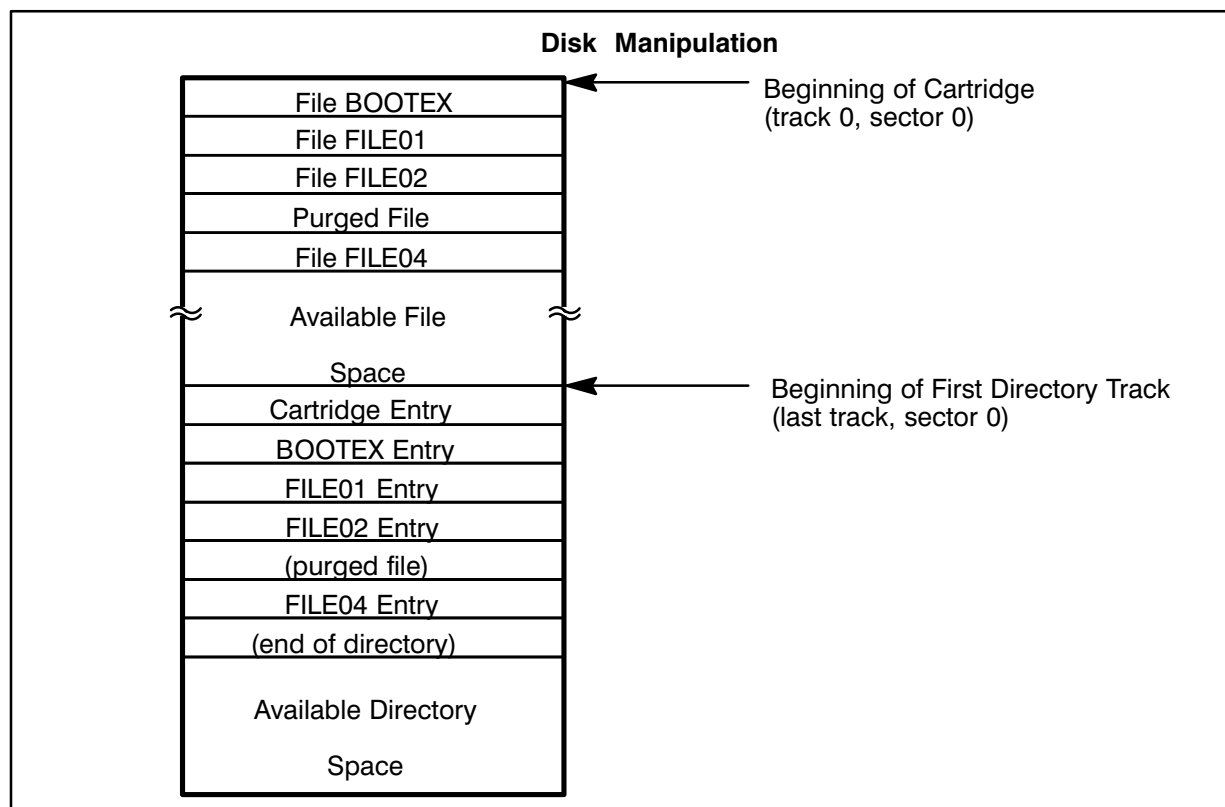 Disk Manipulation
File BOOTEX
Beginning of Cartridge
(track 0, sector 0)
File FILE01
File FILE02
Purged File
File FILE04
Available File
Space
Beginning of First Directory Track
(last track, sector 0)
Cartridge Entry
BOOTEX Entry
FILE01 Entry
FILE02 Entry
(purged file)
FILE04 Entry
(end of directory)
Available Directory
Space